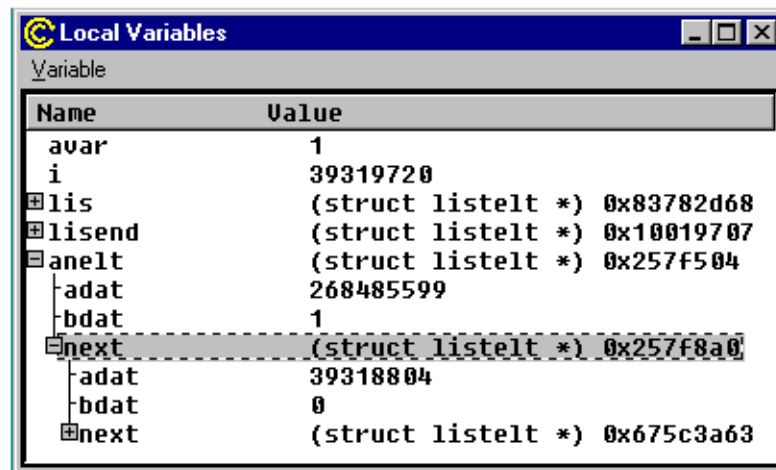 Local Variables
Variable
Name Value
avar 1
i 39319720
lis (struct listelt *) 0x83782d68
lisend (struct listelt *) 0x10019707
anelt (struct listelt *) 0x257f504
adat 268485599
bdat 1
next (struct listelt *) 0x257f8a0
adat 39318804
bdat 0
next (struct listelt *) 0x675c3a63